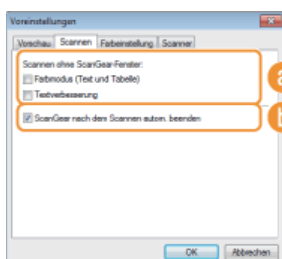 Voreinstellungen
Vorschau Scannen Farbeinstellung Scanner
Scannen ohne ScanGear-Fenster:
Farbmodus (Text und Tabelle)
Textverbesserung
a
ScanGear nach dem Scannen autom. beenden
b
OK Abbrechen